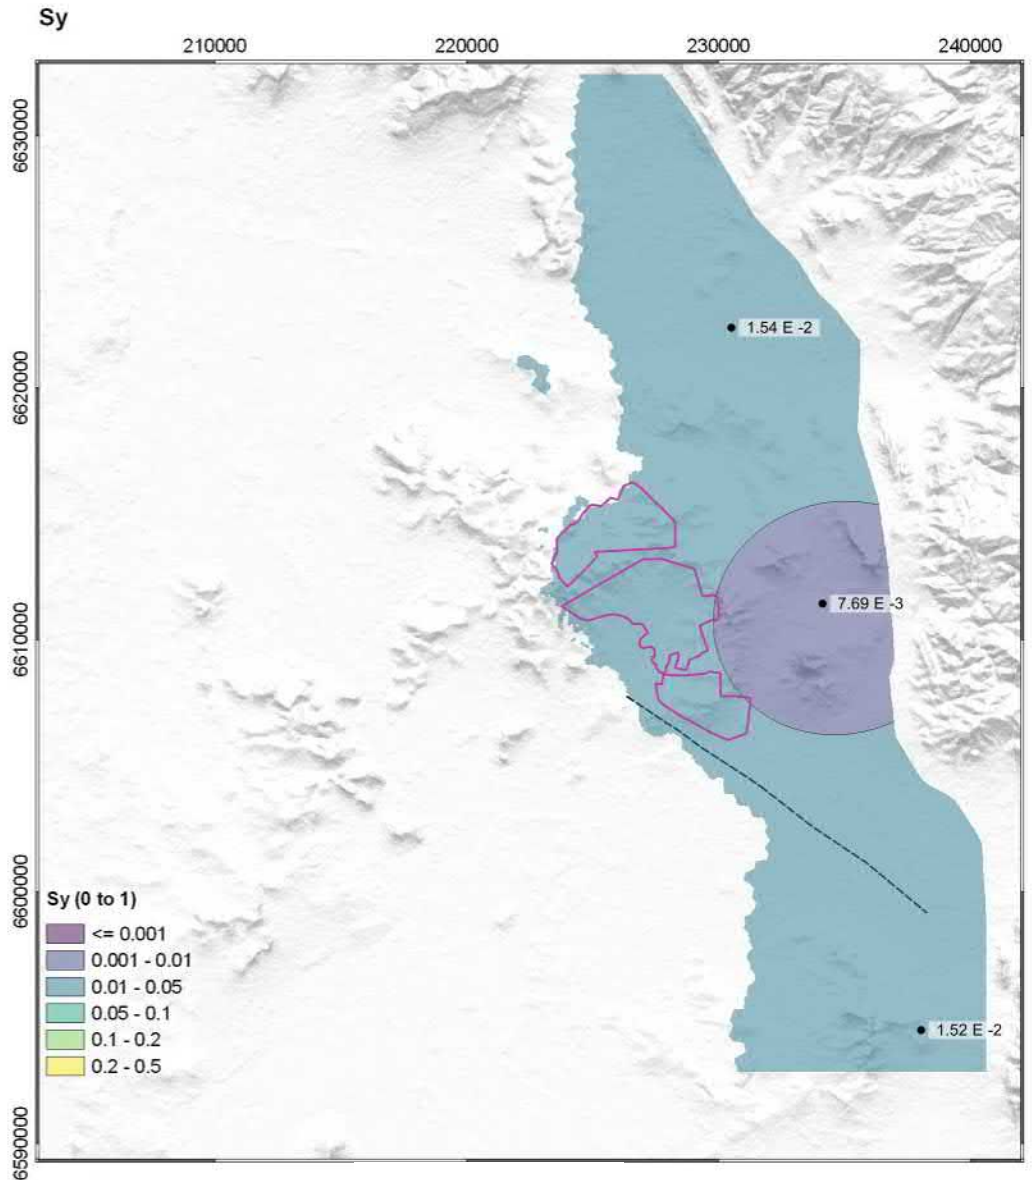 Sy
210000 220000 230000 240000
6630000
6620000
6610000
6600000
6590000
1.54 E -2
7.69 E -3
1.52 E -2
Sy (0 to 1)
<= 0.001
0.001 - 0.01
0.01 - 0.05
0.05 - 0.1
0.1 - 0.2
0.2 - 0.5